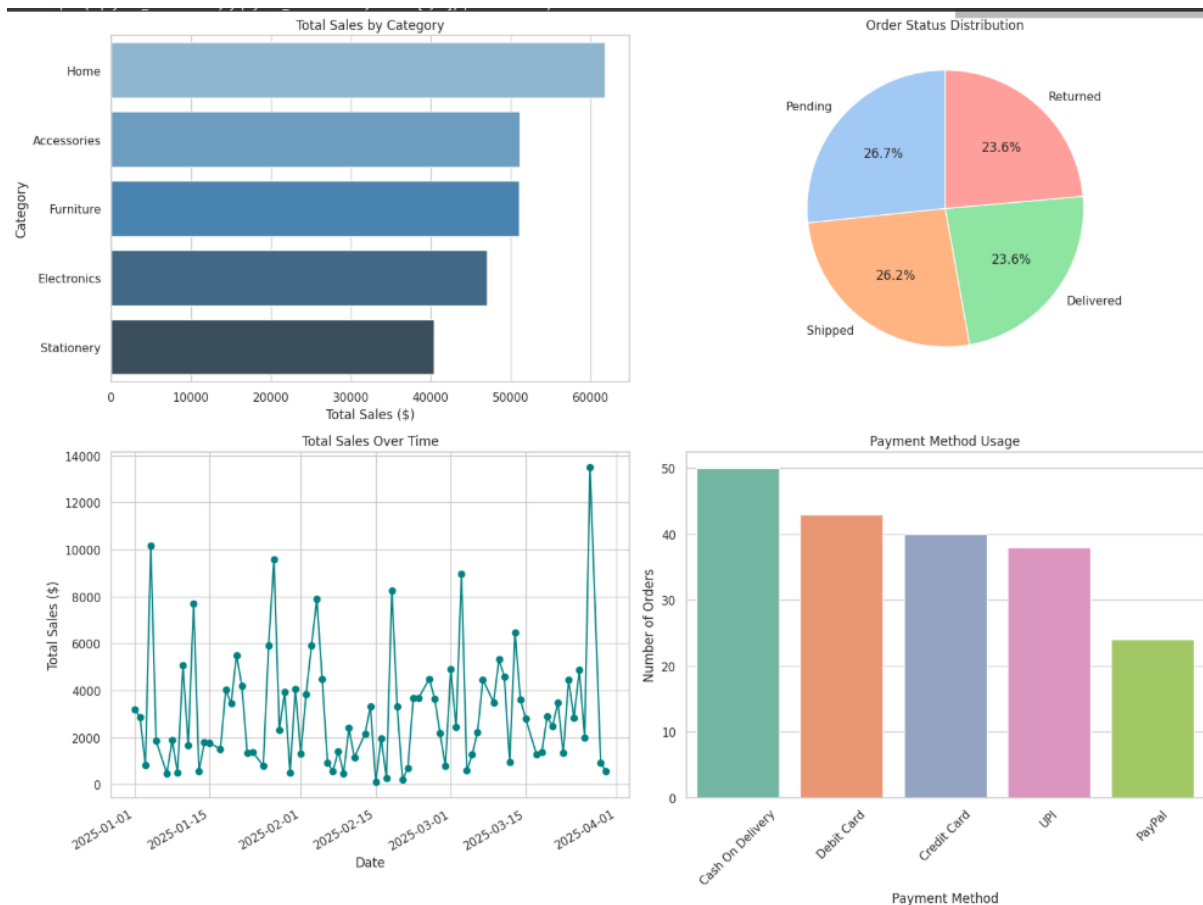 Total Sales by Category
Home
Accessories
Furniture
Electronics
Stationery
Category
0 10000 20000 30000 40000 50000 60000
Total Sales ($)
Order Status Distribution
Pending
Returned
26.7%
23.6%
26.2%
23.6%
Shipped
Delivered
Total Sales Over Time
14000
12000
10000
8000
6000
4000
2000
0
Total Sales ($)
2025-01-01 2025-01-15 2025-02-01 2025-02-15 2025-03-01 2025-03-15 2025-04-01
Date
Payment Method Usage
50
40
30
20
10
0
Number of Orders
Cash On Delivery Debit Card Credit Card UPI PayPal
Payment Method